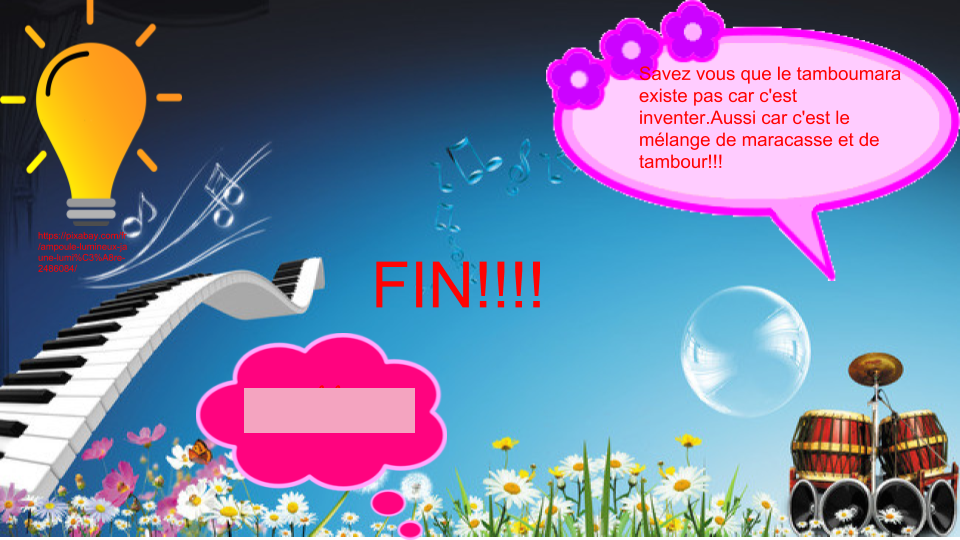 Savez vous que le tamboumara
existe pas car c'est
inventer.Aussi car c'est le
mélange de maracasse et de
tambour!!!
FIN!!!!